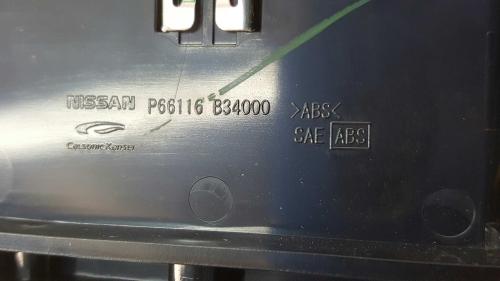 NISSAN P66116 B34000 >ABS<
Calsonic Kansei SAE ABS